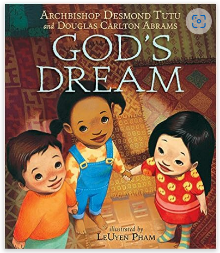 ARCHBISHOP DESMOND TUTU
and DOUGLAS CARLTON ABRAMS
GOD'S
DREAM
illustrated by
LEUYEN PHAM